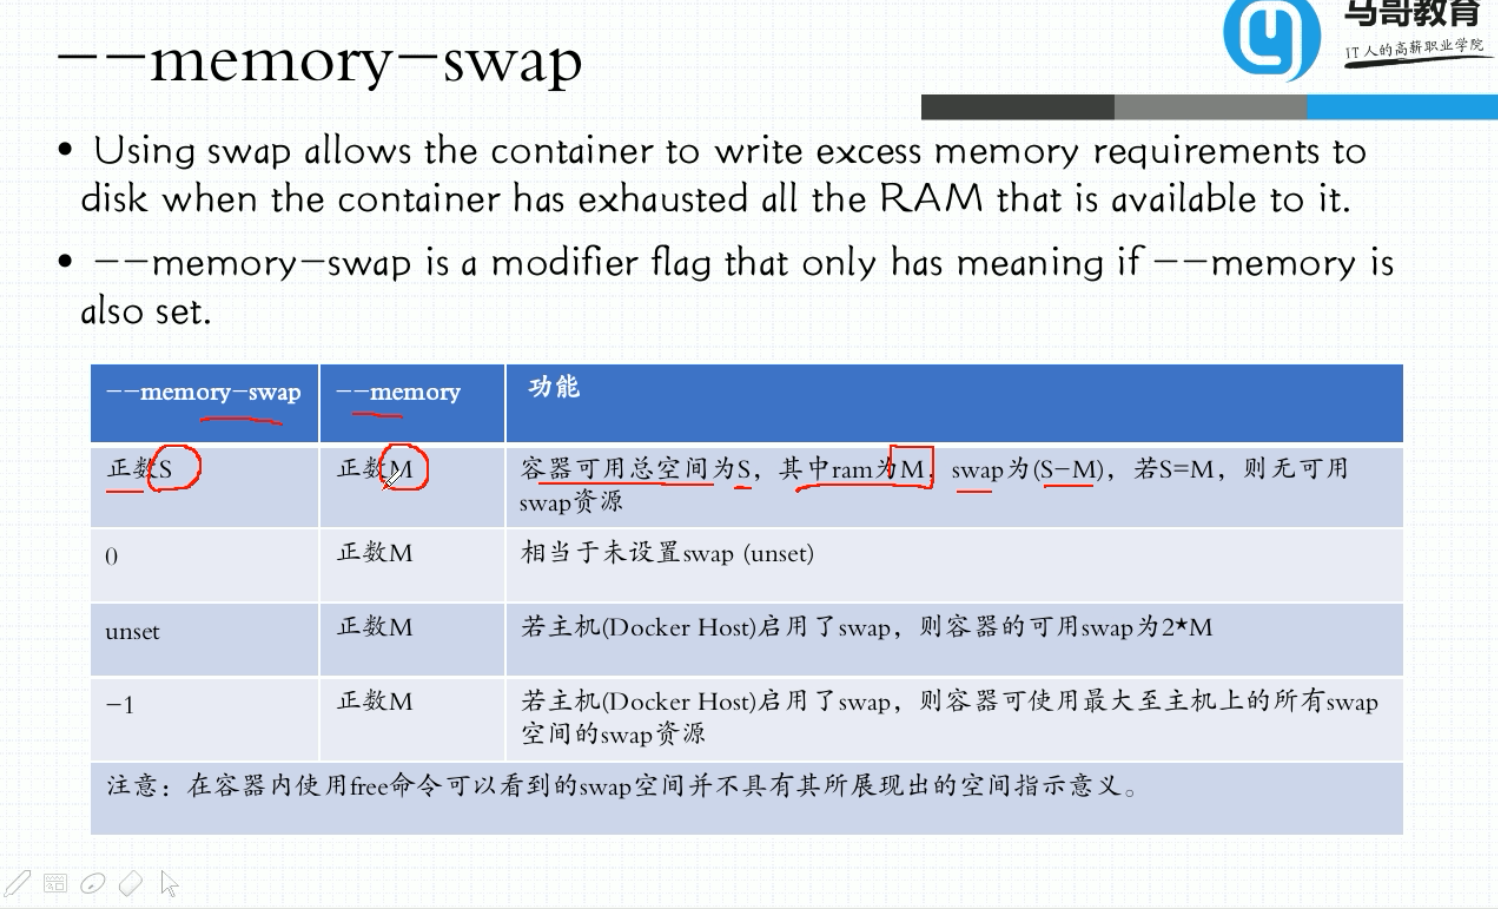 马哥教育
IT人的高薪职业学院
--memory-swap
• Using swap allows the container to write excess memory requirements to
disk when the container has exhausted all the RAM that is available to it.
• --memory-swap is a modifier flag that only has meaning if --memory is
also set.
--memory-swap --memory 功能
正数S 正数M 容器可用总空间为S，其中ram为M，swap为(S-M)，若S=M，则无可用
swap资源
0 正数M 相当于未设置swap (unset)
unset 正数M 若主机(Docker Host)启用了swap，则容器的可用swap为2*M
-1 正数M 若主机(Docker Host)启用了swap，则容器可使用最大至主机上的所有swap
空间的swap资源
注意：在容器内使用free命令可以看到的swap空间并不具有其所展现出的空间指示意义。